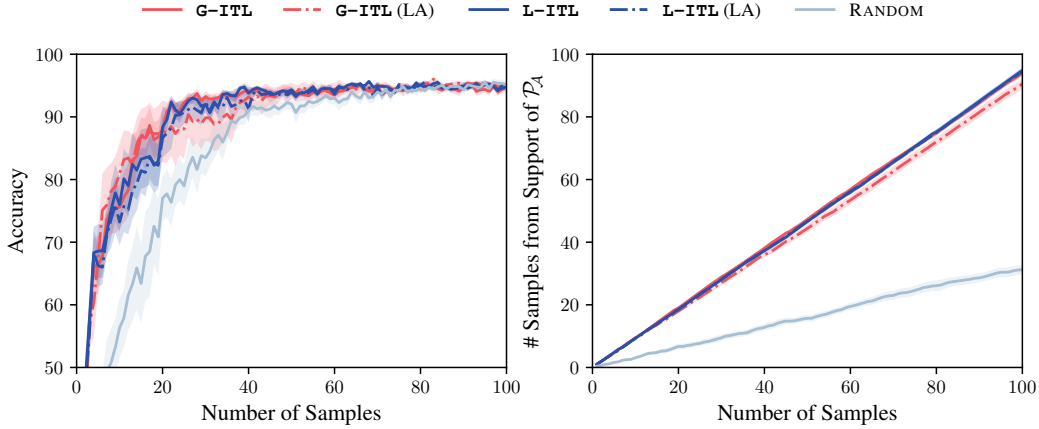 G-ITL G-ITL (LA) L-ITL L-ITL (LA) RANDOM
100
90
80
70
60
50
0 20 40 60 80 100
Number of Samples
Accuracy
100
80
60
40
20
0
0 20 40 60 80 100
Number of Samples
# Samples from Support of 𝒫_𝒜